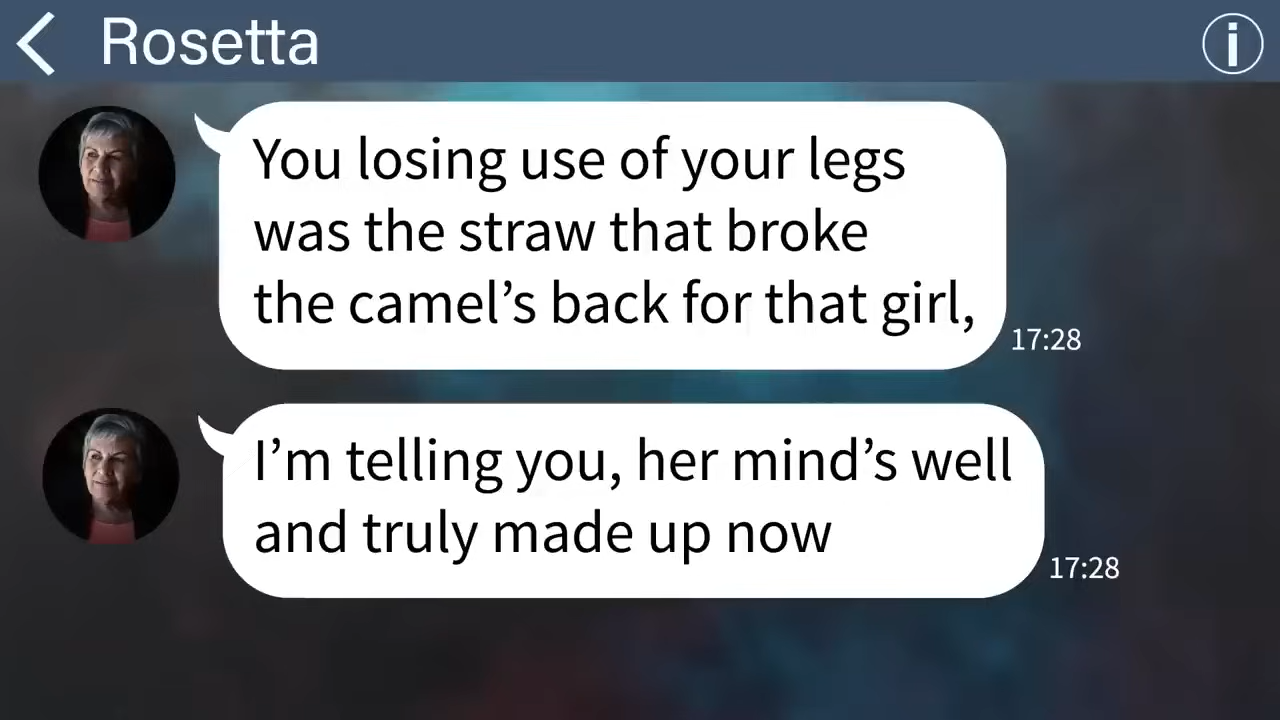 Rosetta
You losing use of your legs
was the straw that broke
the camel’s back for that girl,
17:28
I’m telling you, her mind’s well
and truly made up now
17:28